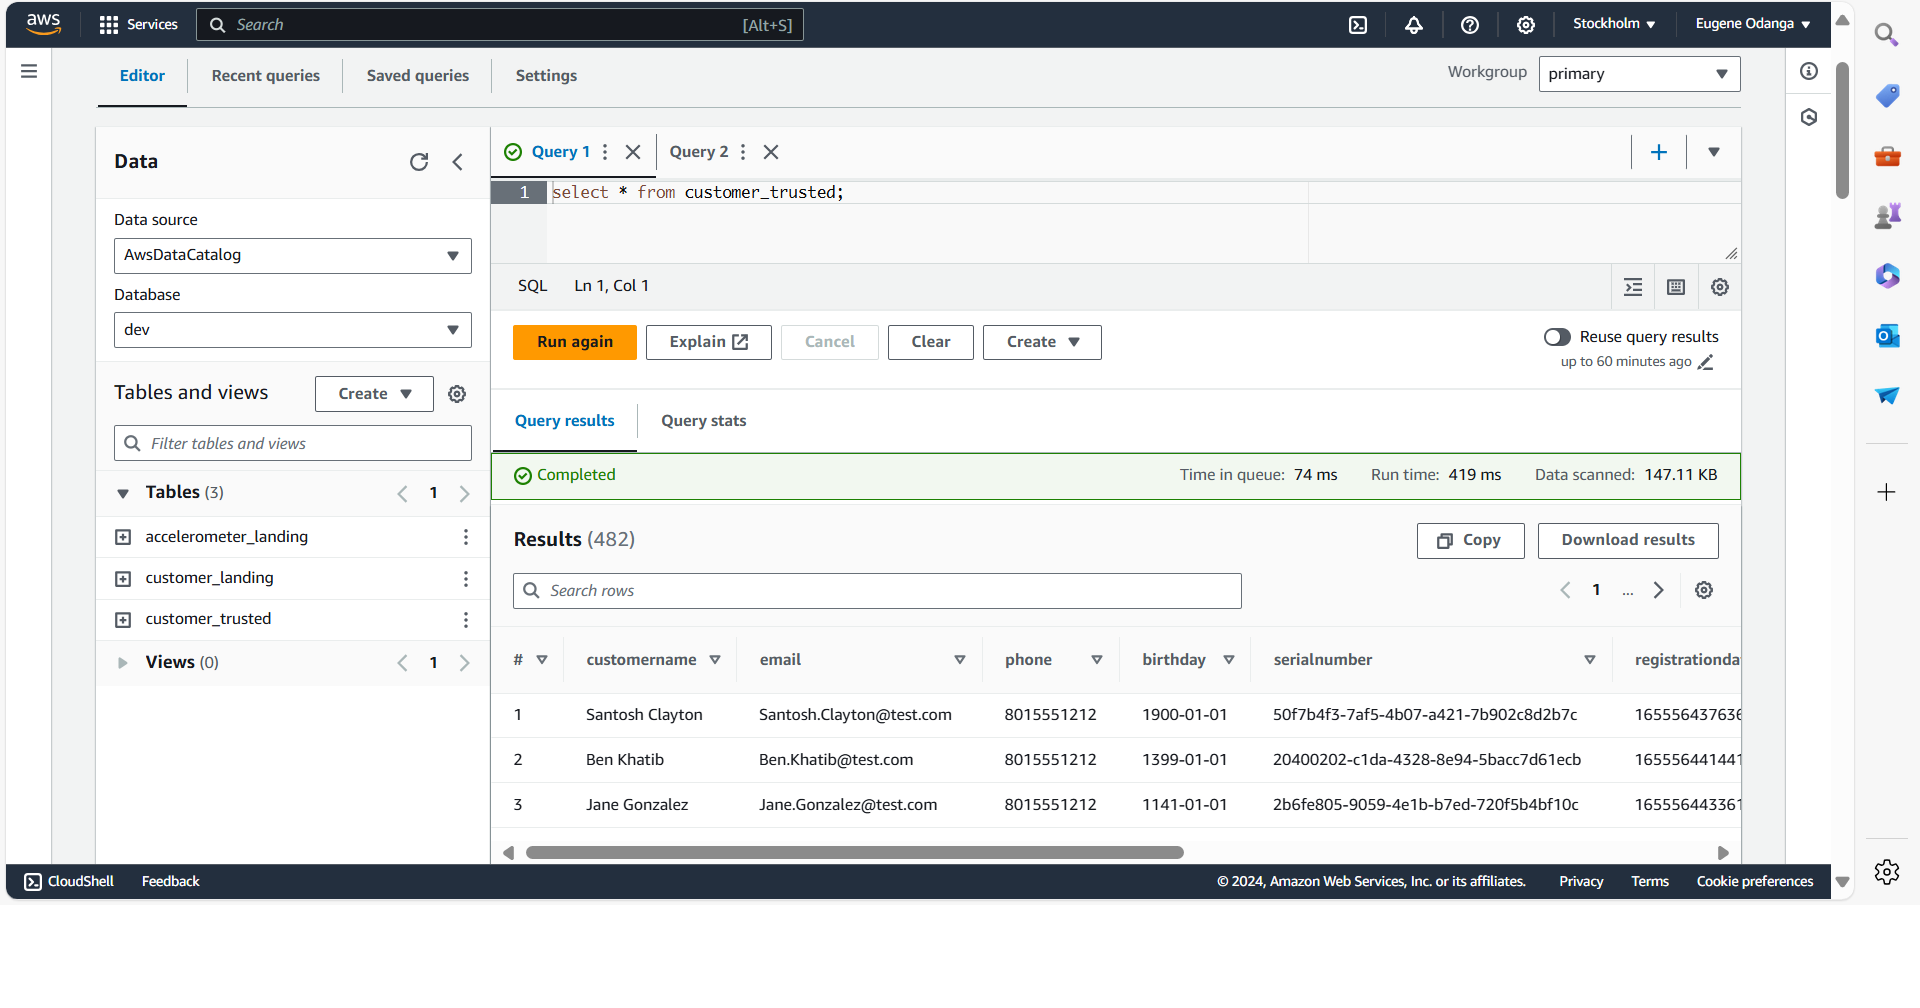 aws Services Search [Alt+S] Stockholm Eugene Odanga
Editor Recent queries Saved queries Settings Workgroup primary
Data
Data source
AwsDataCatalog
Database
dev
Tables and views Create
Filter tables and views
Tables (3) 1
accelerometer_landing
customer_landing
customer_trusted
Views (0) 1
Query 1 Query 2
1 select * from customer_trusted;
SQL Ln 1, Col 1
Run again Explain Cancel Clear Create Reuse query results
up to 60 minutes ago
Query results Query stats
Completed Time in queue: 74 ms Run time: 419 ms Data scanned: 147.11 KB
Results (482) Copy Download results
Search rows 1 ...
# customername email phone birthday serialnumber registrationda
1 Santosh Clayton Santosh.Clayton@test.com 8015551212 1900-01-01 50f7b4f3-7af5-4b07-a421-7b902c8d2b7c 165556437636
2 Ben Khatib Ben.Khatib@test.com 8015551212 1399-01-01 20400202-c1da-4328-8e94-5bacc7d61ecb 165556441441
3 Jane Gonzalez Jane.Gonzalez@test.com 8015551212 1141-01-01 2b6fe805-9059-4e1b-b7ed-720f5b4bf10c 165556443361
CloudShell Feedback © 2024, Amazon Web Services, Inc. or its affiliates. Privacy Terms Cookie preferences